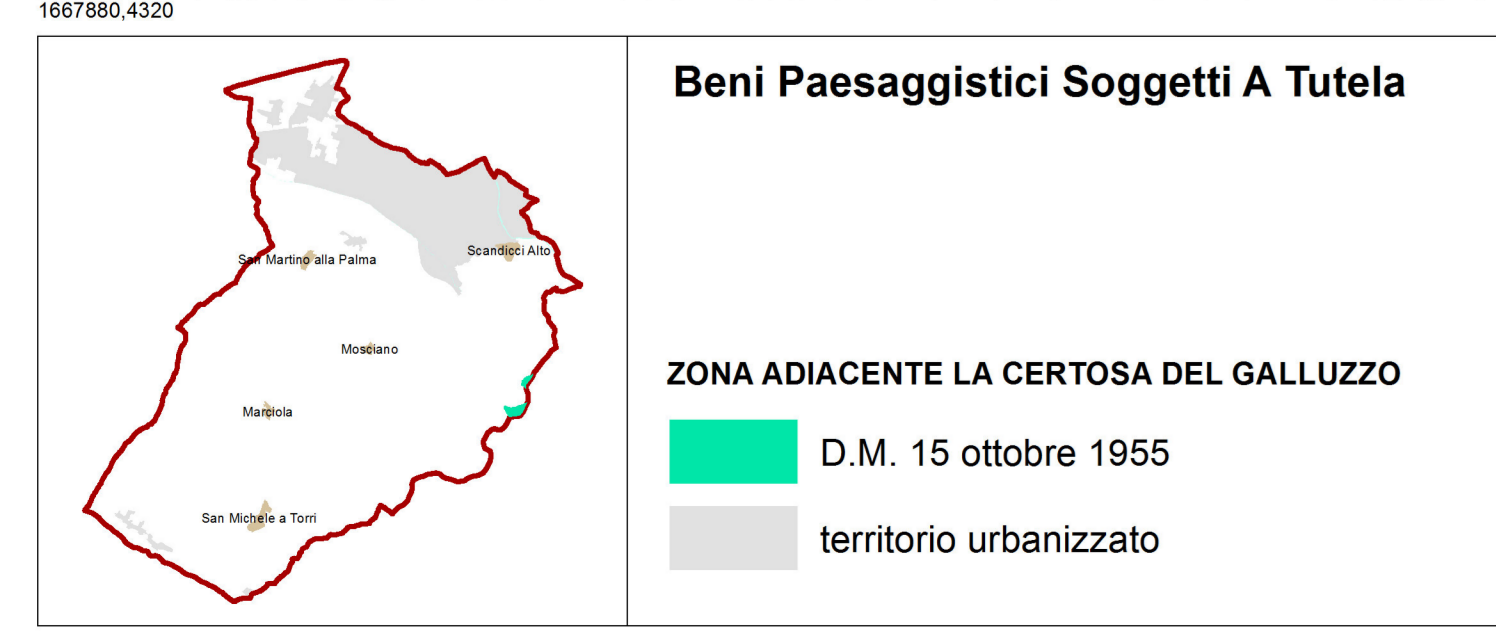 1667880,4320
Beni Paesaggistici Soggetti A Tutela
Scandicci Alto
San Martino alla Palma
Mosciano
ZONA ADIACENTE LA CERTOSA DEL GALLUZZO
Marciola
D.M. 15 ottobre 1955
San Michele a Torri
territorio urbanizzato